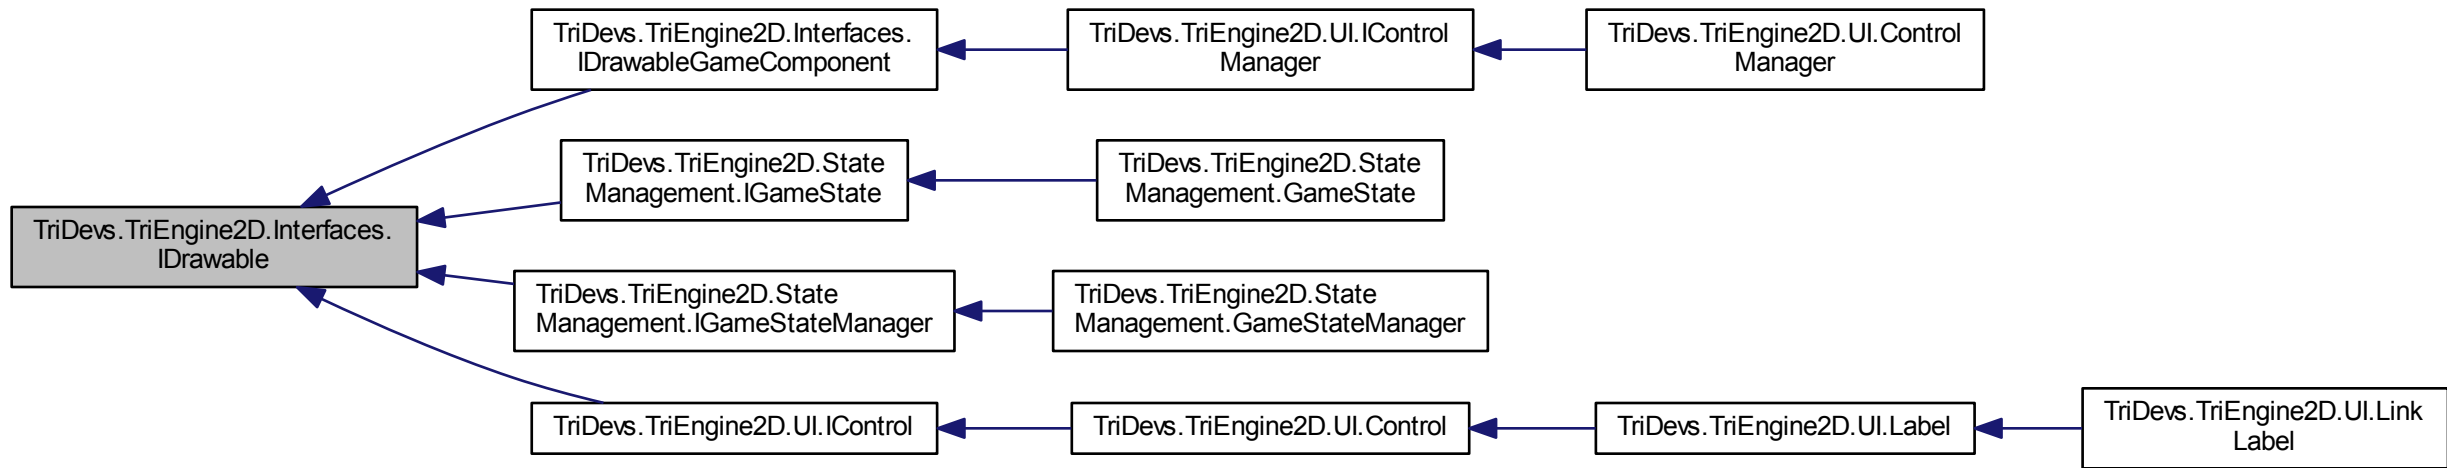 TriDevs.TriEngine2D.Interfaces.
IDrawableGameComponent
TriDevs.TriEngine2D.UI.IControl
Manager
TriDevs.TriEngine2D.UI.Control
Manager
TriDevs.TriEngine2D.State
Management.IGameState
TriDevs.TriEngine2D.State
Management.GameState
TriDevs.TriEngine2D.Interfaces.
IDrawable
TriDevs.TriEngine2D.State
Management.IGameStateManager
TriDevs.TriEngine2D.State
Management.GameStateManager
TriDevs.TriEngine2D.UI.IControl
TriDevs.TriEngine2D.UI.Control
TriDevs.TriEngine2D.UI.Label
TriDevs.TriEngine2D.UI.Link
Label